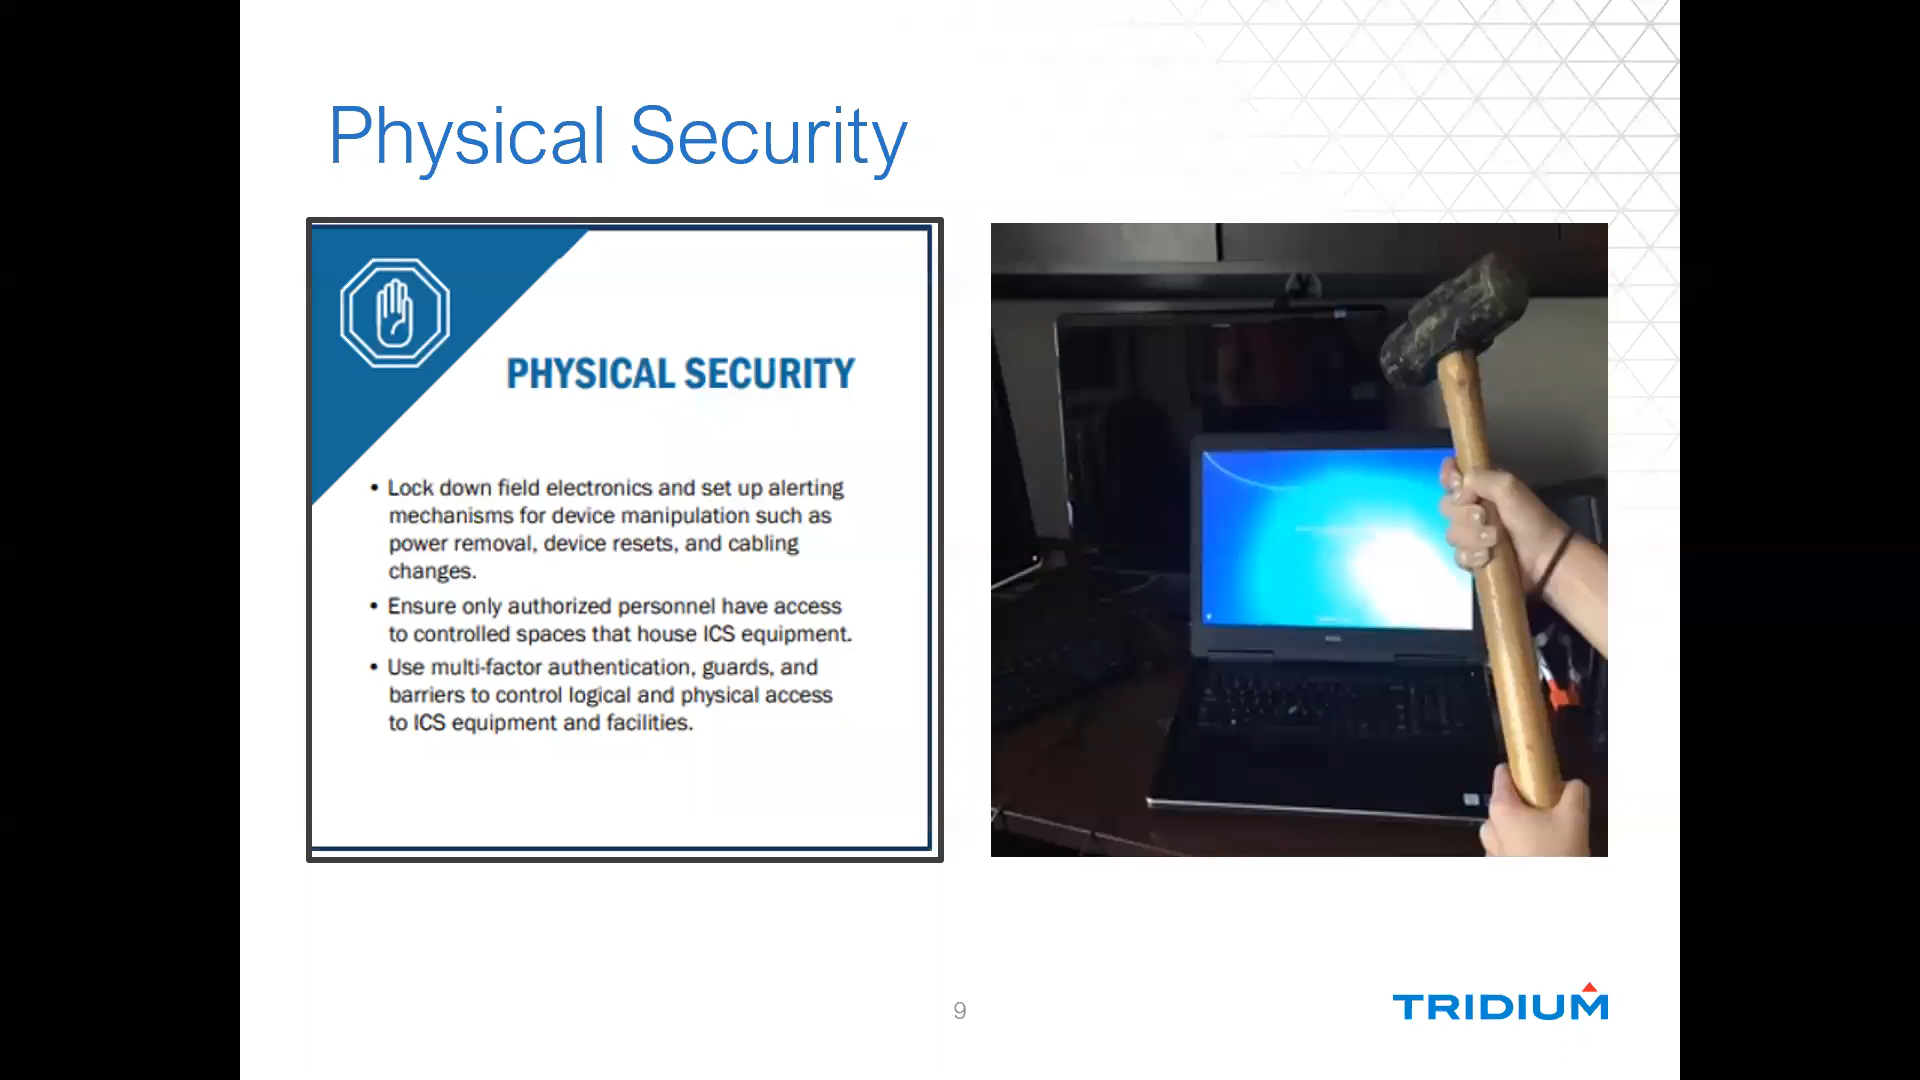 Physical Security
PHYSICAL SECURITY
• Lock down field electronics and set up alerting
mechanisms for device manipulation such as
power removal, device resets, and cabling
changes.
• Ensure only authorized personnel have access
to controlled spaces that house ICS equipment.
• Use multi-factor authentication, guards, and
barriers to control logical and physical access
to ICS equipment and facilities.
9
TRIDIUM